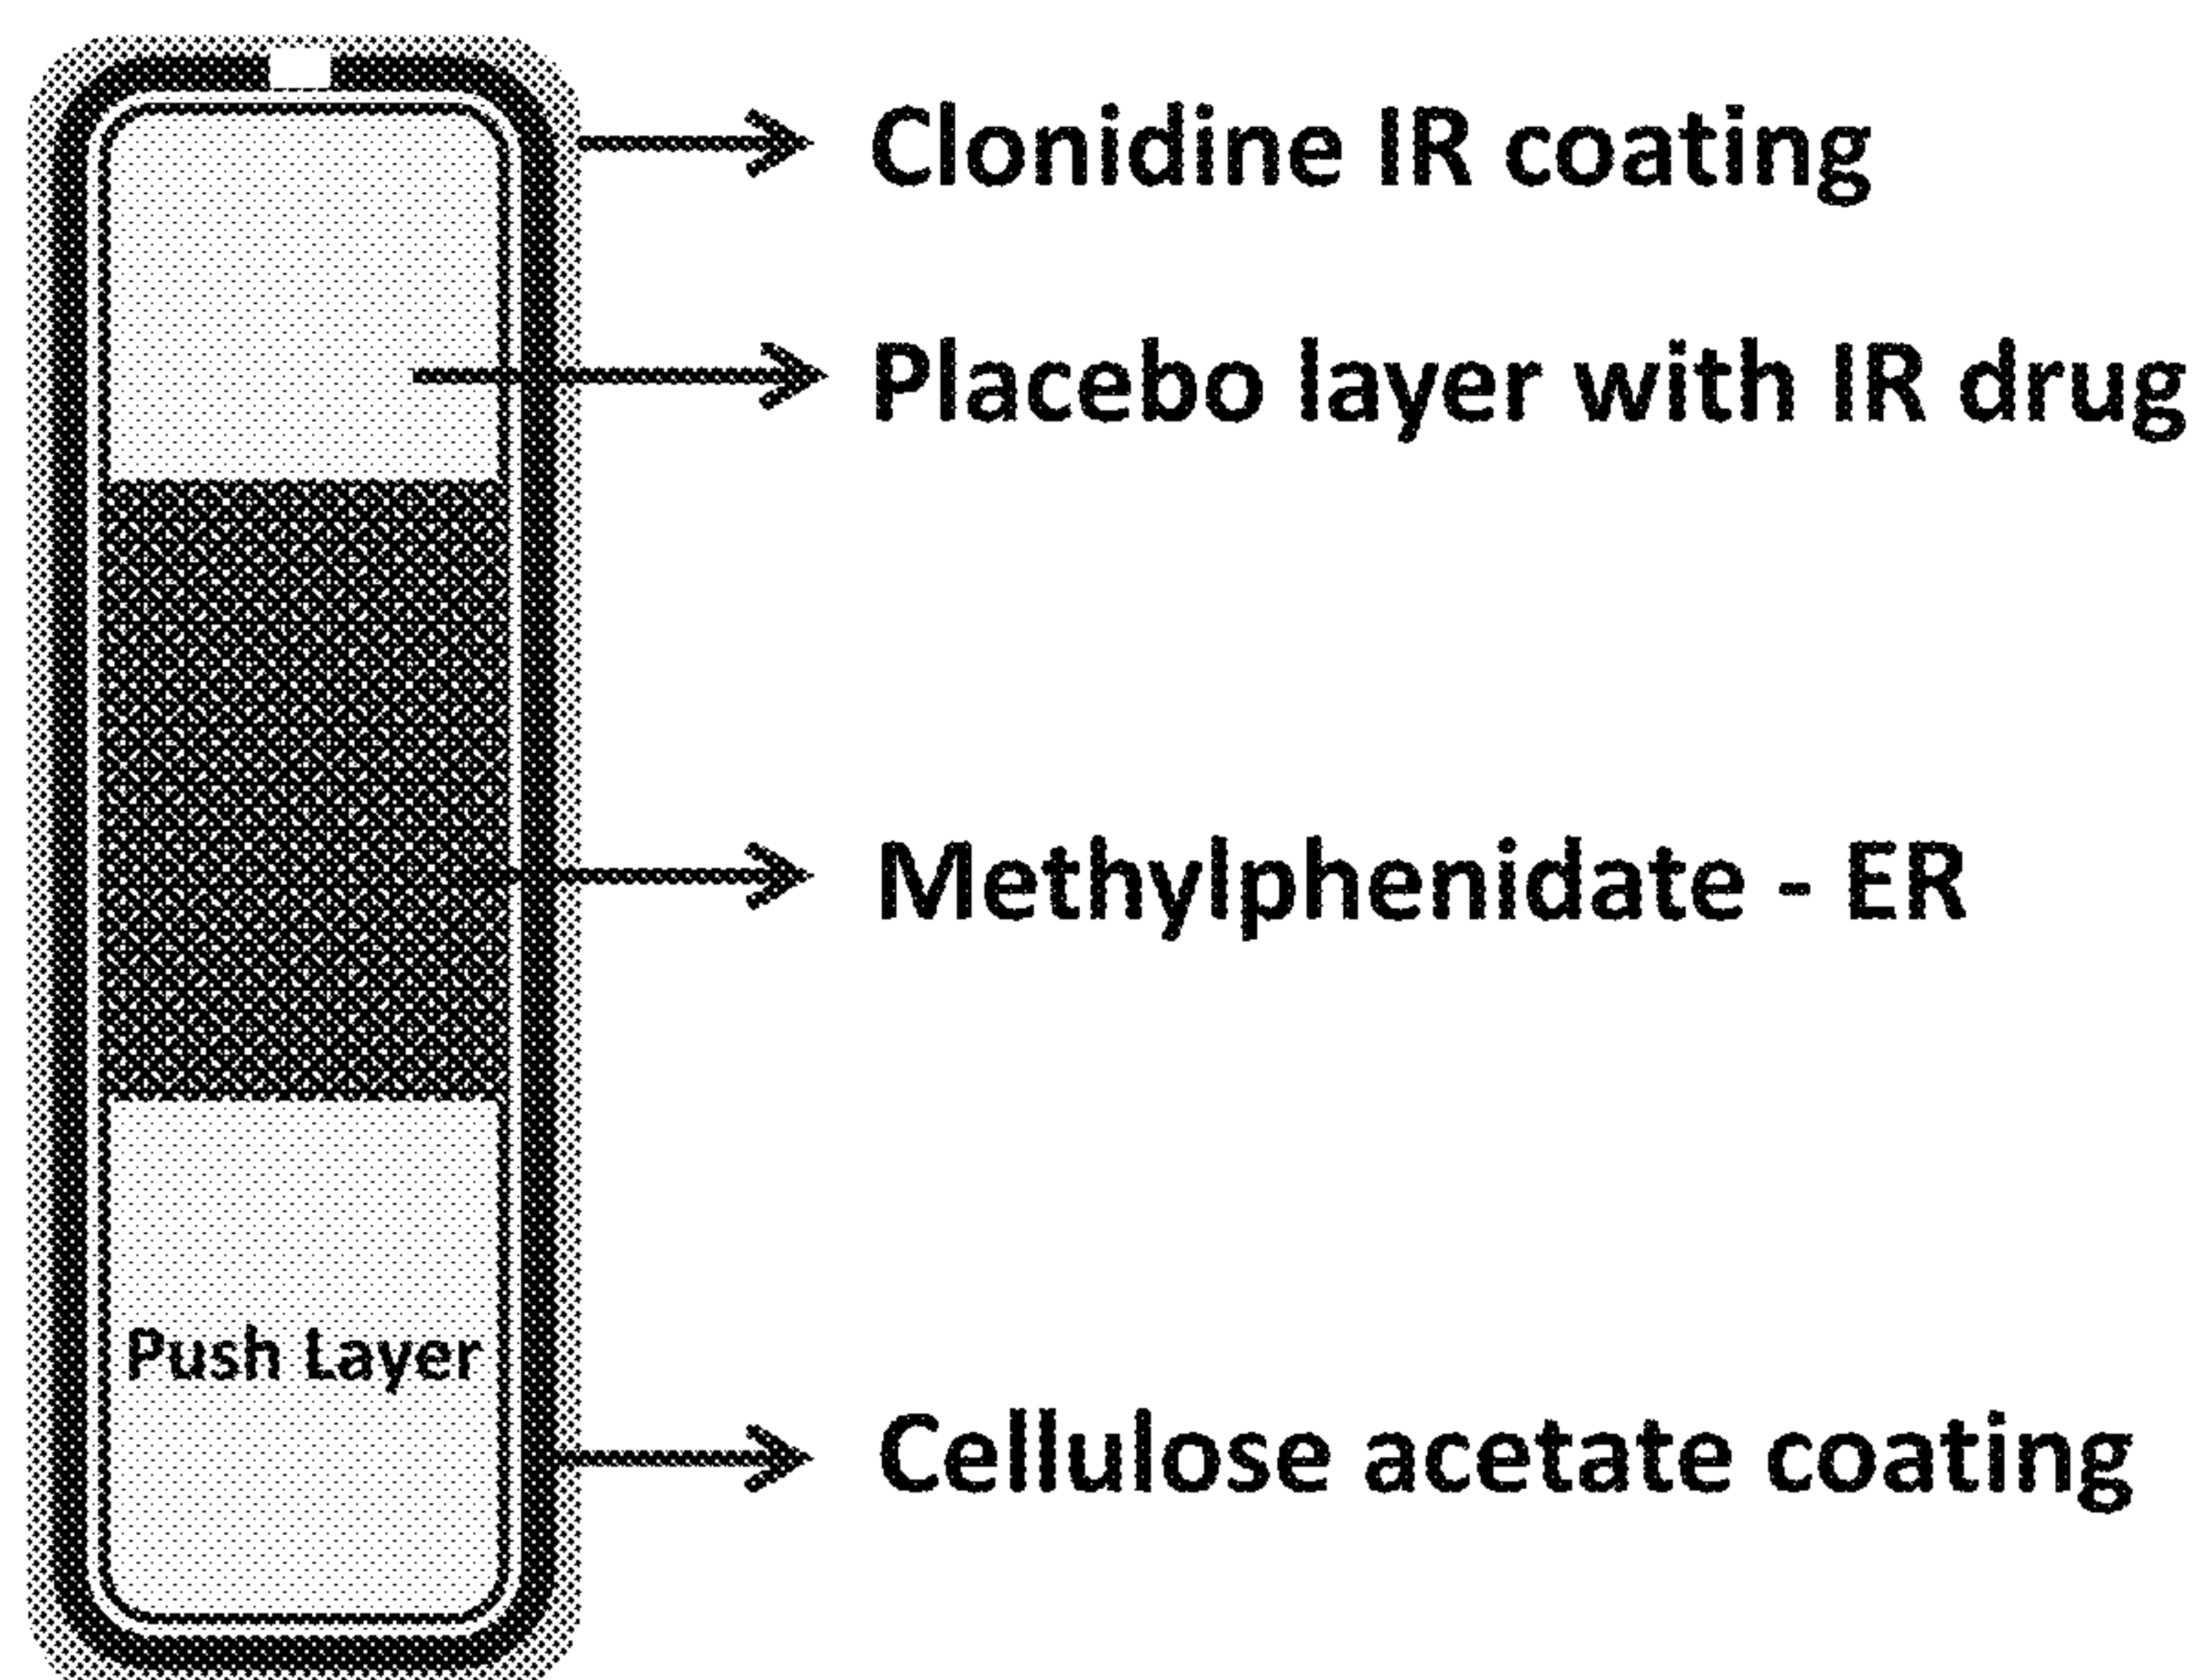 Clonidine IR coating
Placebo layer with IR drug
Methylphenidate - ER
Push Layer
Cellulose acetate coating